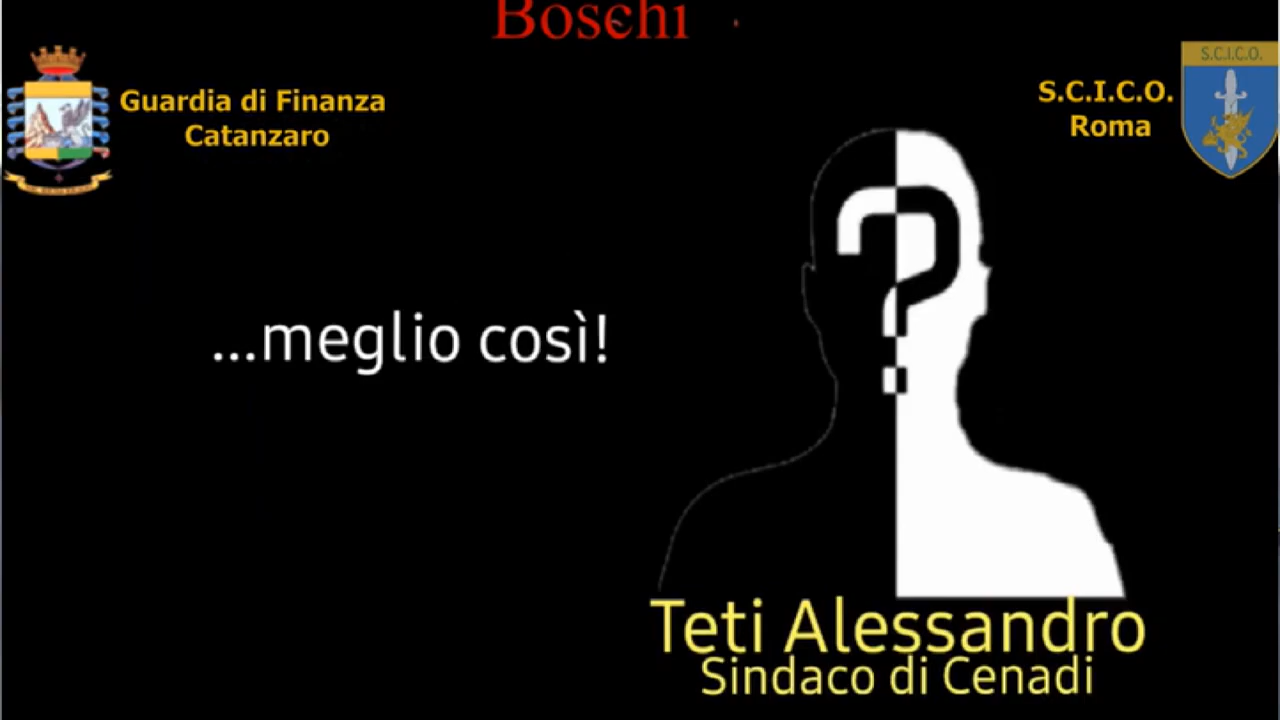 Boschi
Guardia di Finanza
Catanzaro
S.C.I.C.O.
Roma
S.C.I.C.O.
...meglio così!
?
Teti Alessandro
Sindaco di Cenadi